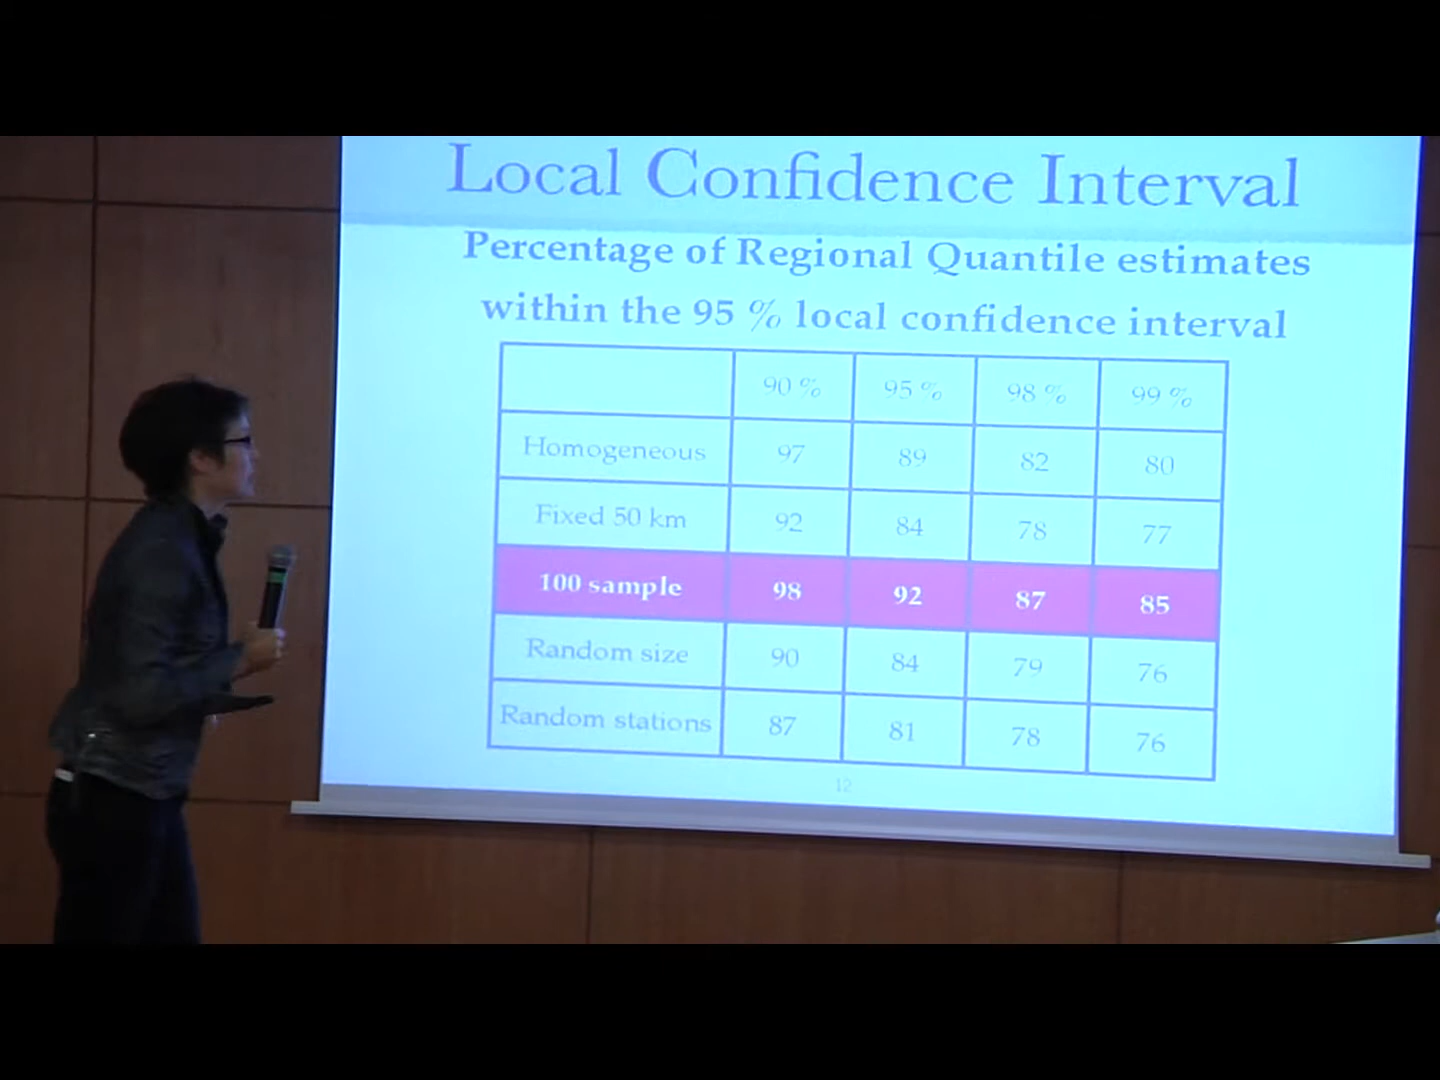 Local Confidence Interval
Percentage of Regional Quantile estimates
within the 95 % local confidence interval
90 % 95 % 98 % 99 %
Homogeneous 97 89 82 80
Fixed 50 km 92 84 78 77
100 sample 98 92 87 85
Random size 90 84 79 76
Random stations 87 81 78 76
12